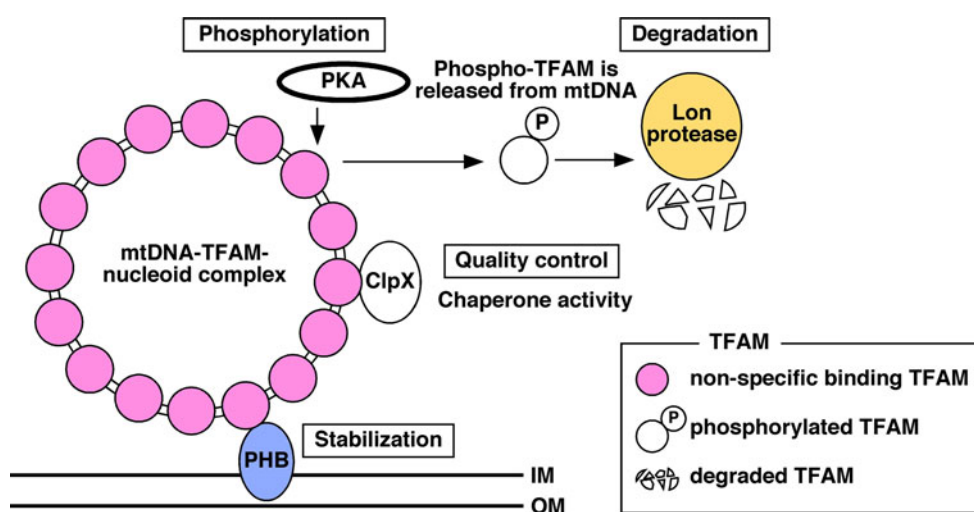 Phosphorylation
Degradation
PKA
Phospho-TFAM is
released from mtDNA
P
Lon
protease
mtDNA-TFAM-
nucleoid complex
ClpX
Quality control
Chaperone activity
TFAM
non-specific binding TFAM
P
phosphorylated TFAM
degraded TFAM
Stabilization
PHB
IM
OM